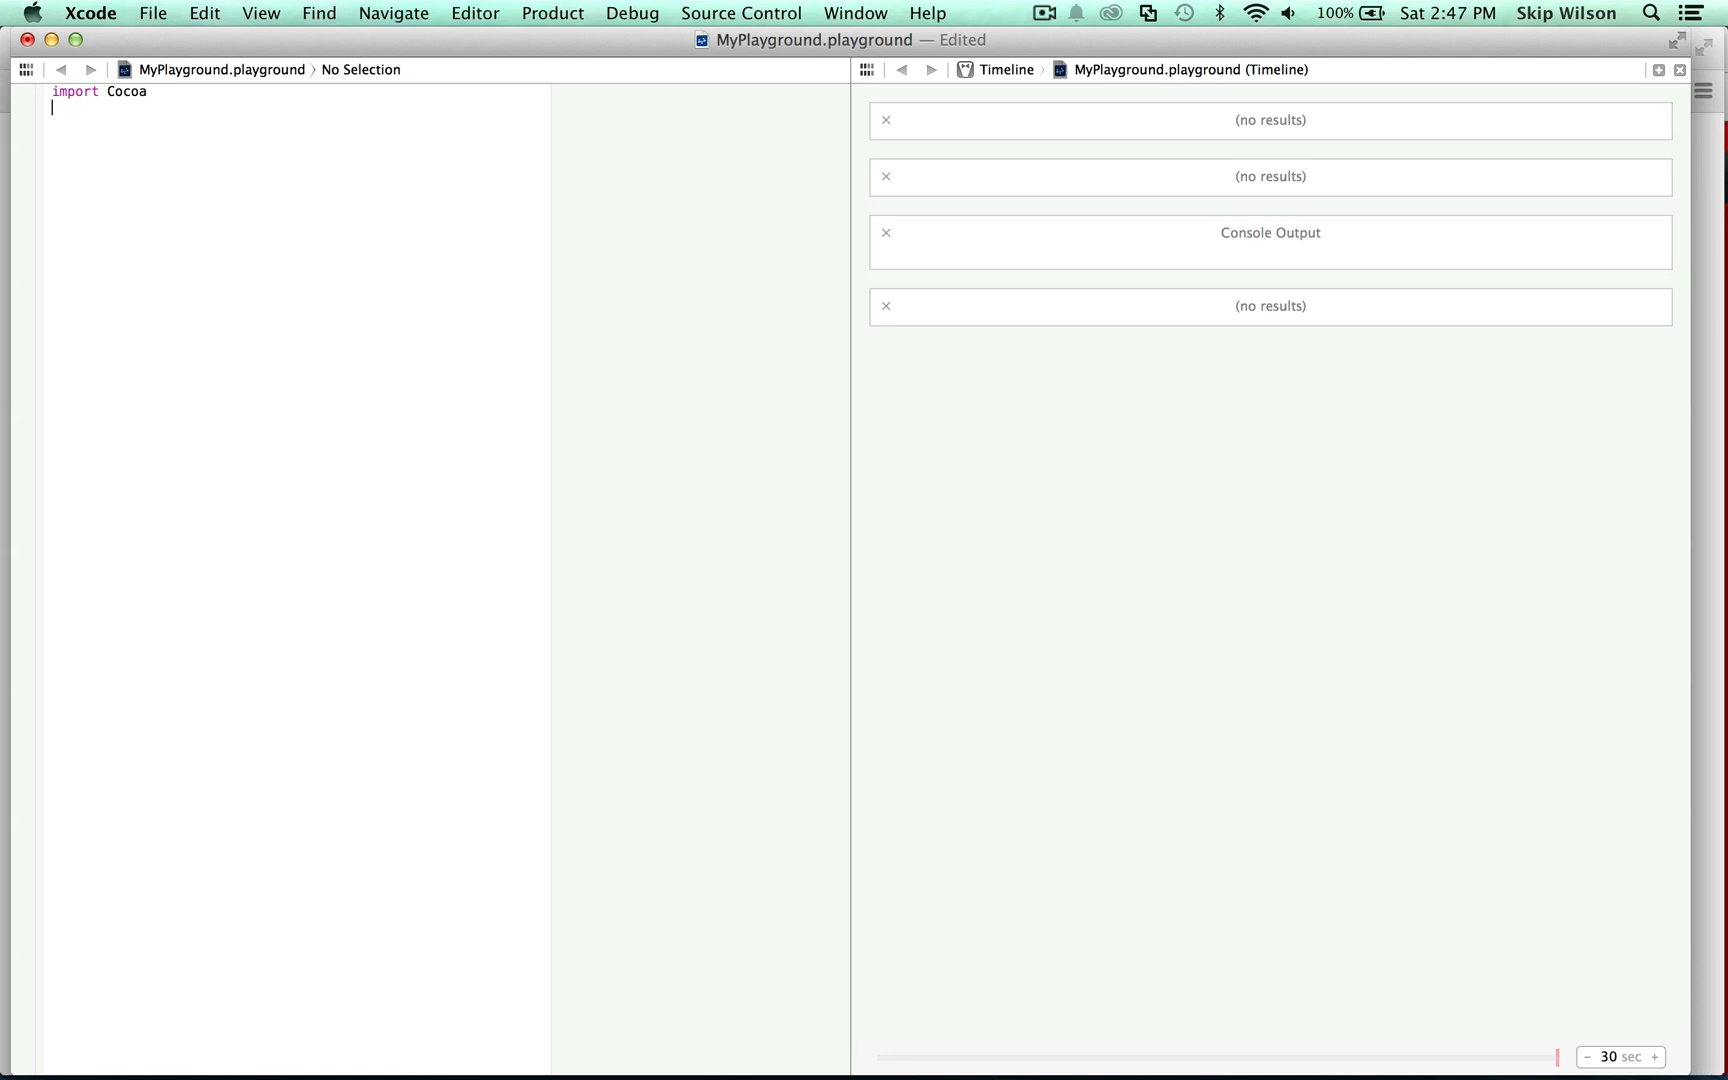 Xcode File Edit View Find Navigate Editor Product Debug Source Control Window Help 100% Sat 2:47 PM Skip Wilson
MyPlayground.playground — Edited
MyPlayground.playground 〉 No Selection
Timeline 〉 MyPlayground.playground (Timeline)
import Cocoa
(no results)
(no results)
Console Output
(no results)
− 30 sec +